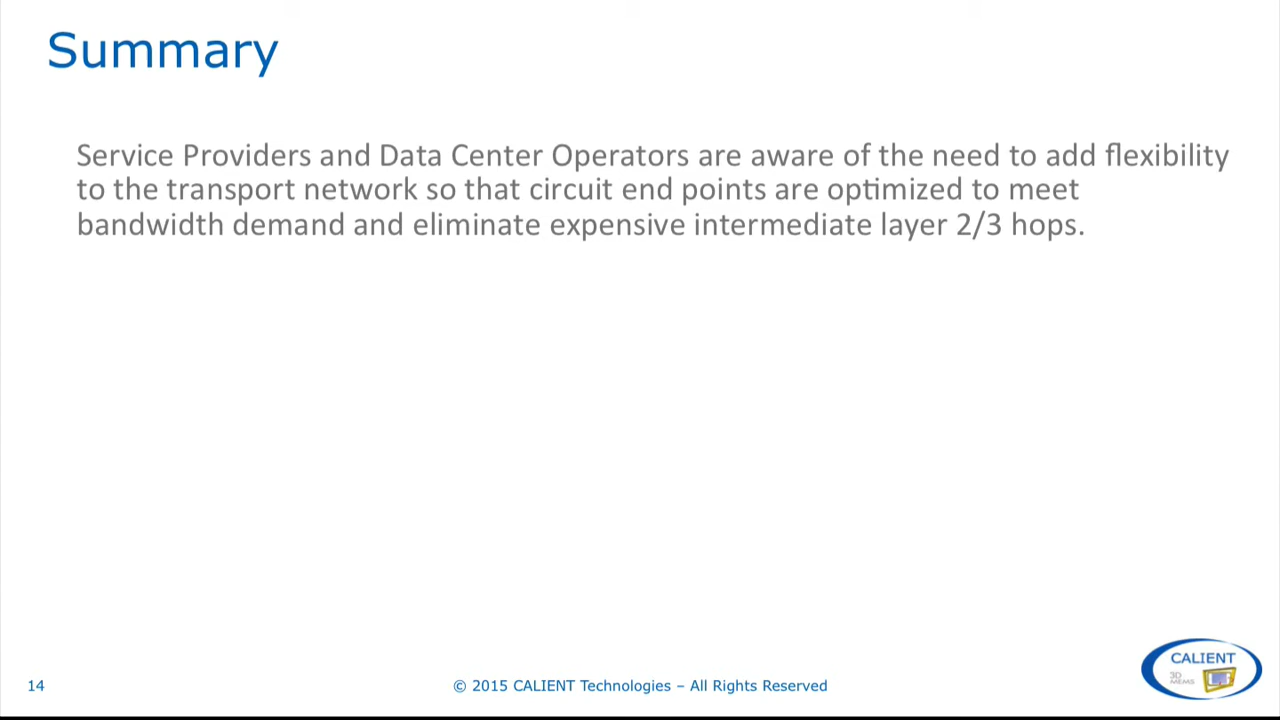 Summary
Service Providers and Data Center Operators are aware of the need to add flexibility
to the transport network so that circuit end points are optimized to meet
bandwidth demand and eliminate expensive intermediate layer 2/3 hops.
14
© 2015 CALIENT Technologies – All Rights Reserved
CALIENT
3D
MEMS